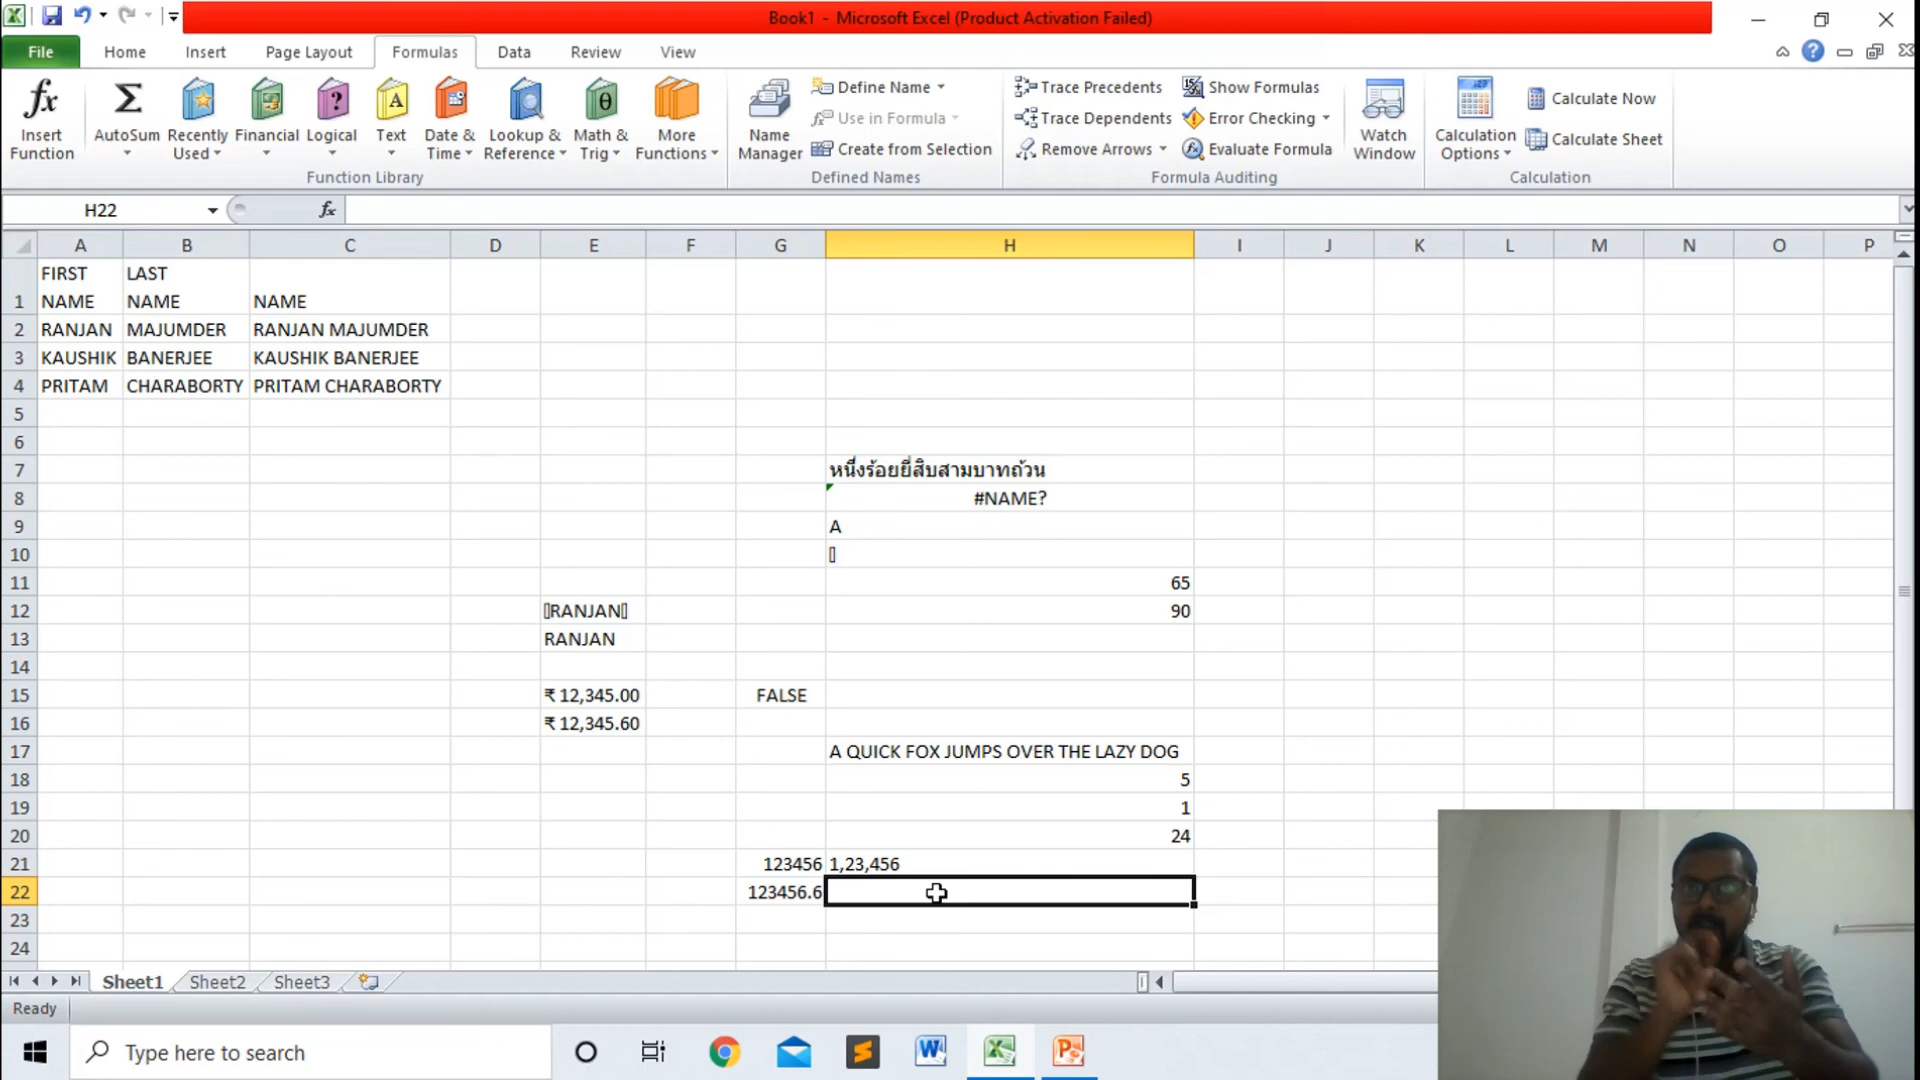 Book1 - Microsoft Excel (Product Activation Failed)
File Home Insert Page Layout Formulas Data Review View
Insert Function
AutoSum
Recently Used
Financial
Logical
Text
Date & Time
Lookup & Reference
Math & Trig
More Functions
Function Library
Name Manager
Define Name
Use in Formula
Create from Selection
Defined Names
Trace Precedents
Trace Dependents
Remove Arrows
Show Formulas
Error Checking
Evaluate Formula
Formula Auditing
Watch Window
Calculation Options
Calculate Now
Calculate Sheet
Calculation
H22 fx
A B C D E F G H I J K L M N O P
FIRST LAST
1 NAME NAME NAME
2 RANJAN MAJUMDER RANJAN MAJUMDER
3 KAUSHIK BANERJEE KAUSHIK BANERJEE
4 PRITAM CHARABORTY PRITAM CHARABORTY
5
6
7 หนึ่งร้อยยี่สิบสามบาทถ้วน
8 #NAME?
9 A
10
11 65
12 RANJAN 90
13 RANJAN
14
15 ₹ 12,345.00 FALSE
16 ₹ 12,345.60
17 A QUICK FOX JUMPS OVER THE LAZY DOG
18 5
19 1
20 24
21 123456 1,23,456
22 123456.6
23
24
Sheet1 Sheet2 Sheet3
Ready
Type here to search